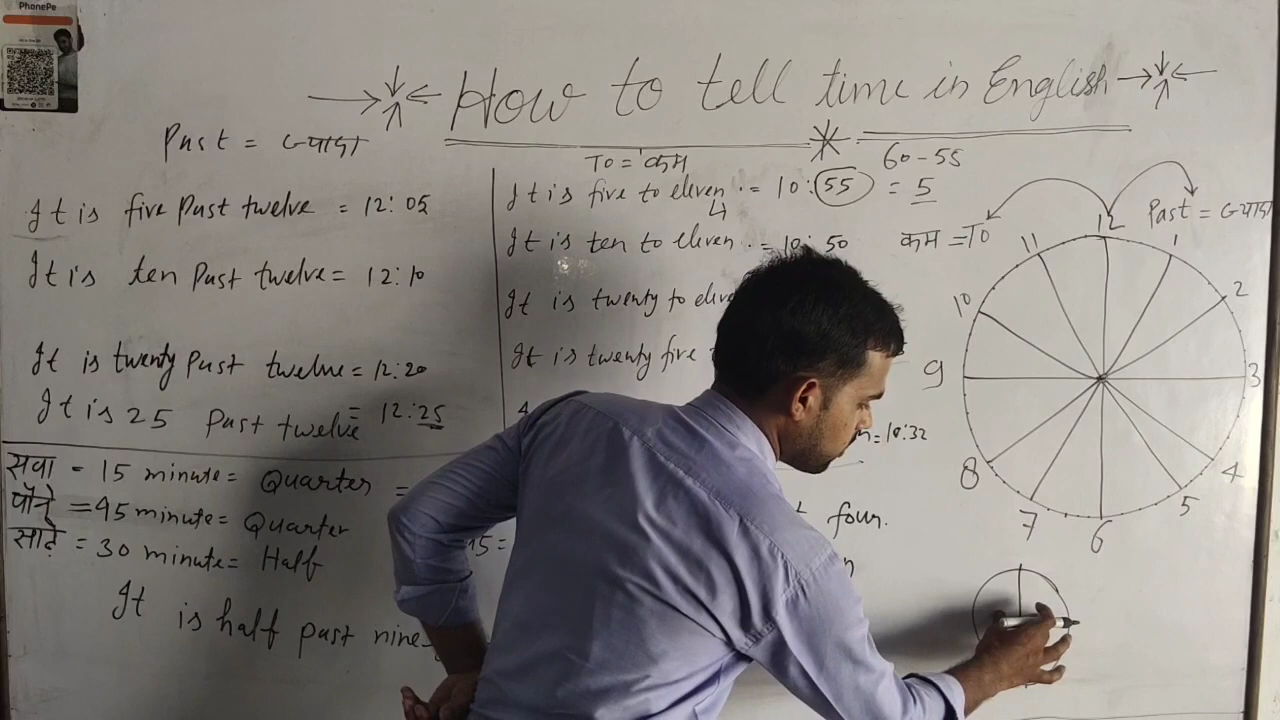 PhonePe
How to tell time in English
Past = ज्यादा
It is five Past twelve = 12:05
It is ten Past twelve = 12:10
It is twenty Past twelve = 12:20
It is 25 Past twelve = 12:25
सवा - 15 minute = Quarter =
पौने = 45 minute = Quarter
साढ़े = 30 minute = Half
It is half past nine
To = कम
60-55
It is five to eleven. = 10:55 = 5
It is ten to eleven. = 10:50
It is twenty to
It is twenty five
= 10:32
four.
15=
कम = To
Past = ज्यादा
12
1
2
3
4
5
6
7
8
9
10
11